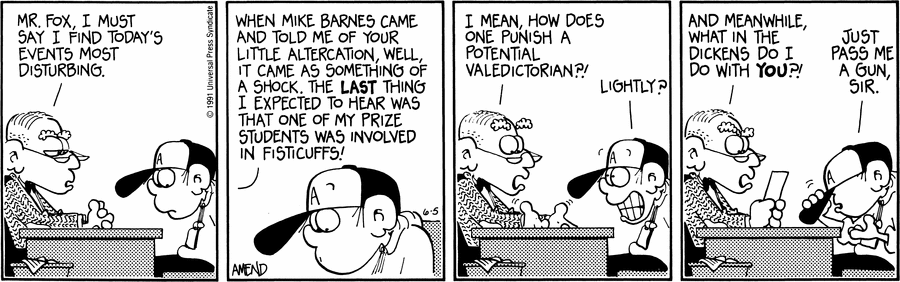 MR. FOX, I MUST
SAY I FIND TODAY'S
EVENTS MOST
DISTURBING.
© 1991 Universal Press Syndicate
A
WHEN MIKE BARNES CAME
AND TOLD ME OF YOUR
LITTLE ALTERCATION, WELL,
IT CAME AS SOMETHING OF
A SHOCK. THE LAST THING
I EXPECTED TO HEAR WAS
THAT ONE OF MY PRIZE
STUDENTS WAS INVOLVED
IN FISTICUFFS!
A
6-5
AMEND
I MEAN, HOW DOES
ONE PUNISH A
POTENTIAL
VALEDICTORIAN?!
LIGHTLY?
A
AND MEANWHILE,
WHAT IN THE
DICKENS DO I
DO WITH YOU?!
JUST
PASS ME
A GUN,
SIR.
A